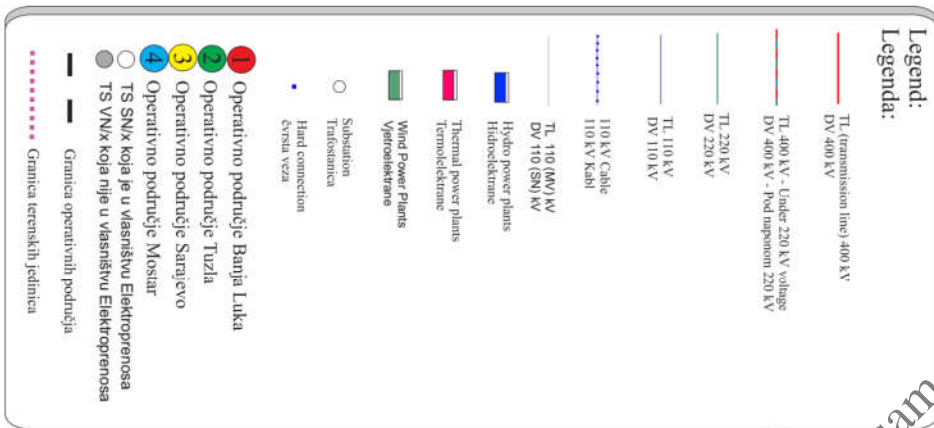 Legend:
Legenda:
TL (transmission line) 400 kV
DV 400 kV
TL 400 kV - Under 220 kV voltage
DV 400 kV - Pod naponom 220 kV
TL 220 kV
DV 220 kV
TL 110 kV
DV 110 kV
110 kV Cable
110 kV Kabl
TL 110 (MV) kV
DV 110 (SN) kV
Hydro power plants
Hidroelektrane
Thermal power plants
Termolelektrane
Wind Power Plants
Vjetroelektrane
Substation
Trafostanica
Hard connection
čvrsta veza
1 Operativno područje Banja Luka
2 Operativno područje Tuzla
3 Operativno područje Sarajevo
4 Operativno područje Mostar
TS SN/x koja je u vlasništvu Elektroprenosa
TS VN/x koja nije u vlasništvu Elektroprenosa
Granica operativnih područja
Granica terenskih jedinica